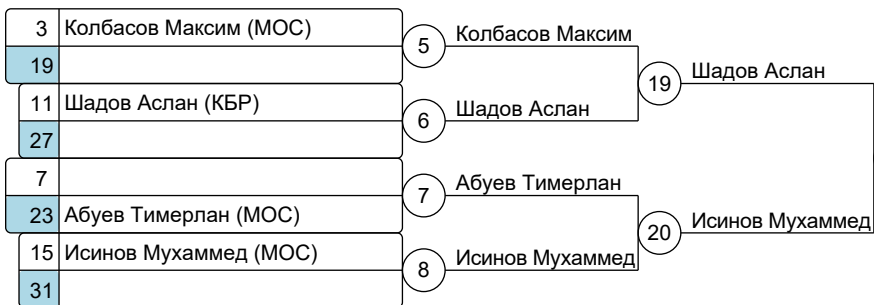 3 Колбасов Максим (МОС)
19
11 Шадов Аслан (КБР)
27
7
23 Абуев Тимерлан (МОС)
15 Исинов Мухаммед (МОС)
31
5 Колбасов Максим
6 Шадов Аслан
7 Абуев Тимерлан
8 Исинов Мухаммед
19 Шадов Аслан
20 Исинов Мухаммед